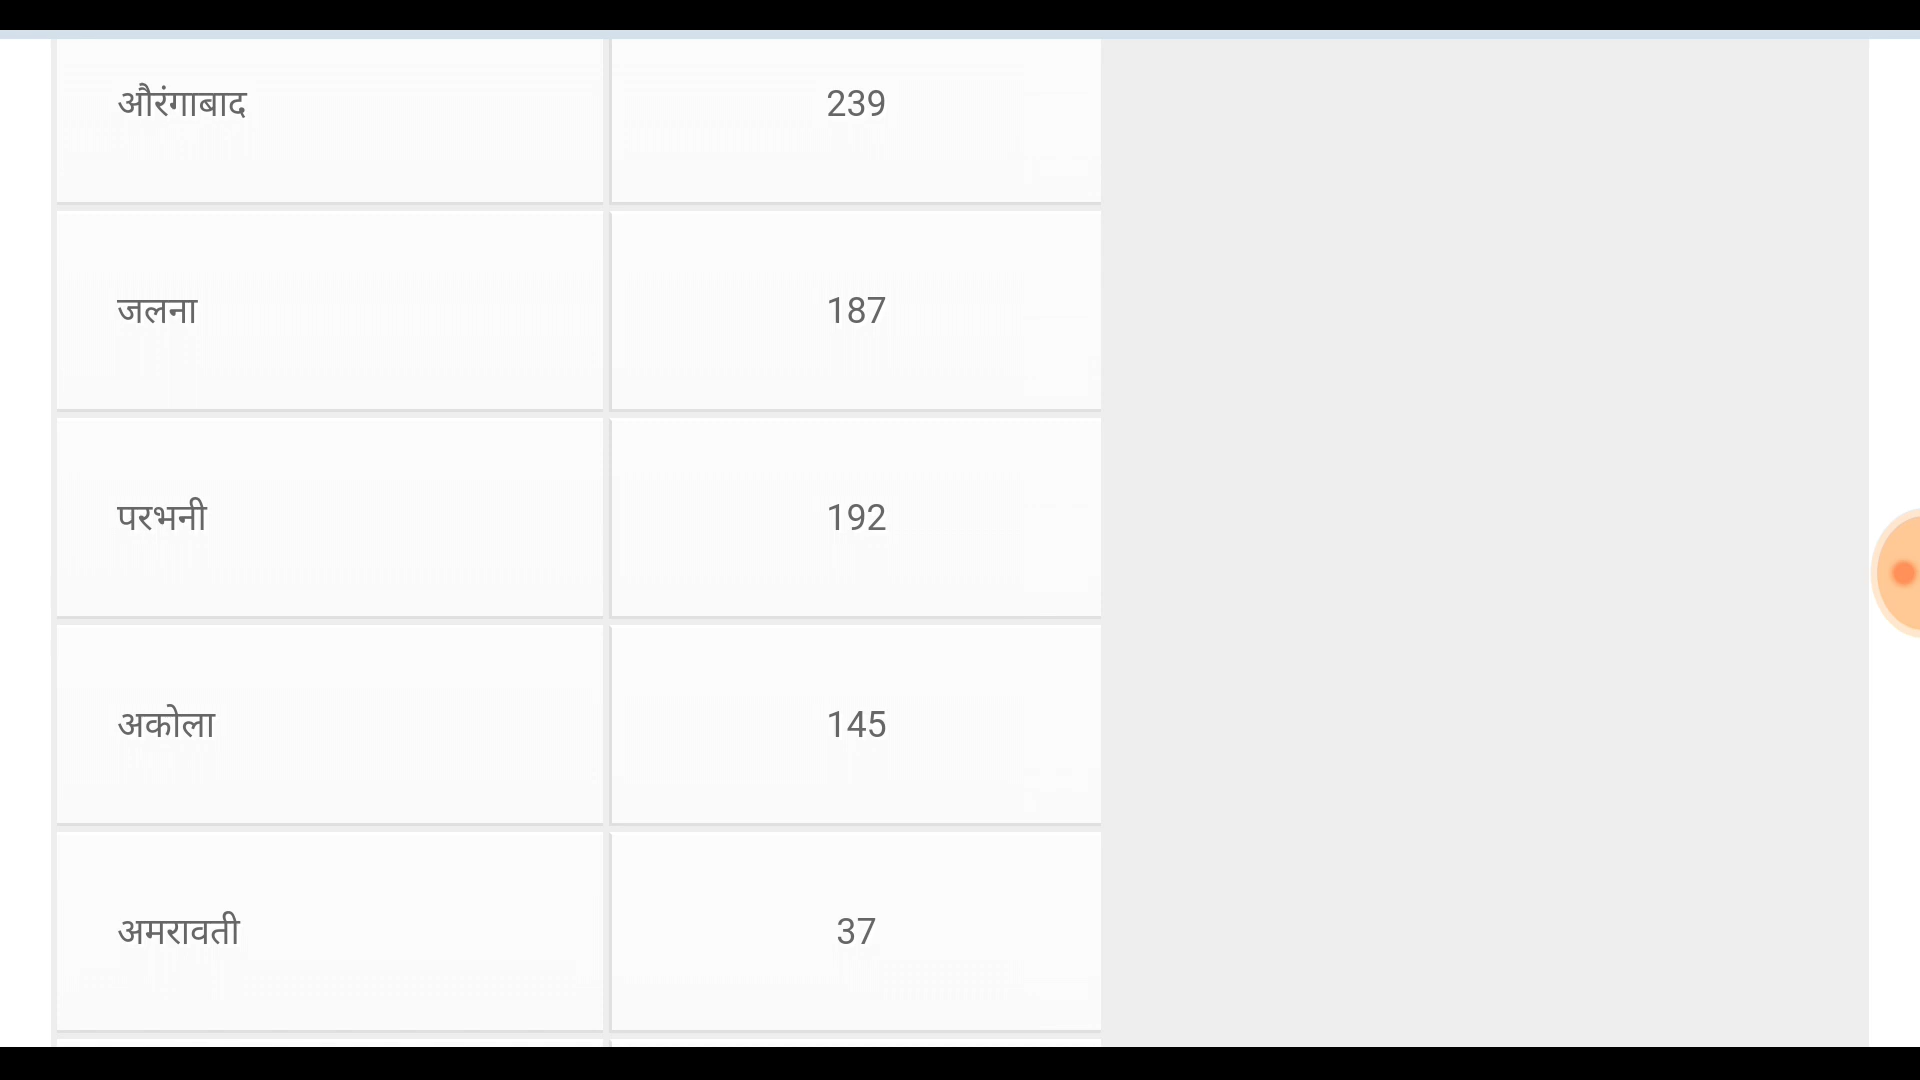 औरंगाबाद 239
जलना 187
परभनी 192
अकोला 145
अमरावती 37